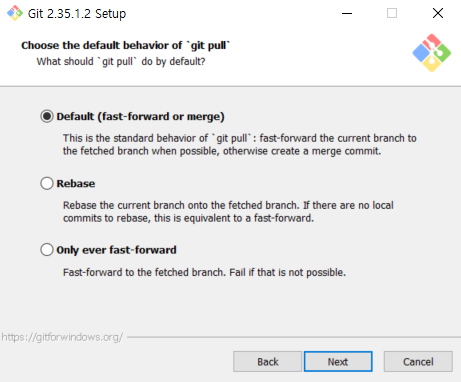 Git 2.35.1.2 Setup
Choose the default behavior of `git pull`
What should `git pull` do by default?
Default (fast-forward or merge)
This is the standard behavior of `git pull`: fast-forward the current branch to
the fetched branch when possible, otherwise create a merge commit.
Rebase
Rebase the current branch onto the fetched branch. If there are no local
commits to rebase, this is equivalent to a fast-forward.
Only ever fast-forward
Fast-forward to the fetched branch. Fail if that is not possible.
https://gitforwindows.org/
Back
Next
Cancel